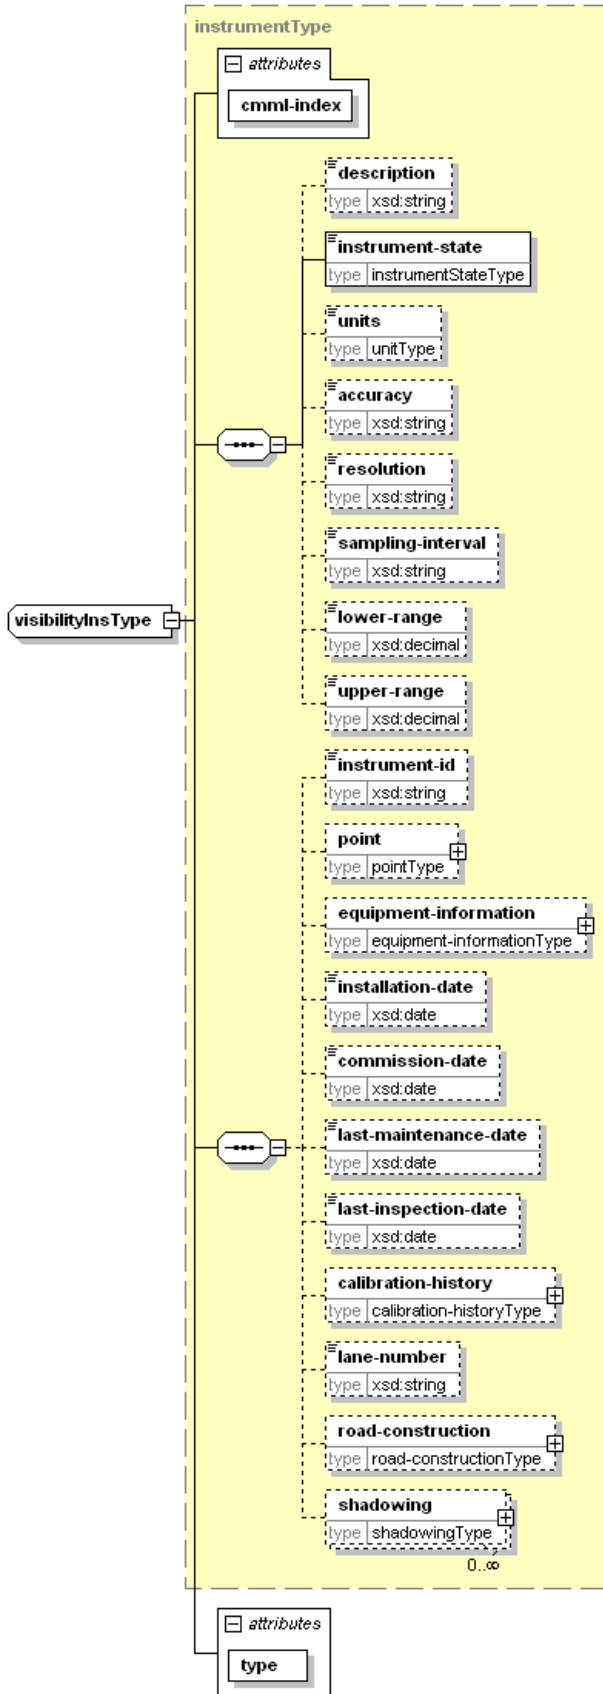 instrumentType
attributes
cmml-index
description
type xsd:string
instrument-state
type instrumentStateType
units
type unitType
accuracy
type xsd:string
resolution
type xsd:string
sampling-interval
type xsd:string
visibilityInsType
lower-range
type xsd:decimal
upper-range
type xsd:decimal
instrument-id
type xsd:string
point
type pointType
equipment-information
type equipment-informationType
installation-date
type xsd:date
commission-date
type xsd:date
last-maintenance-date
type xsd:date
last-inspection-date
type xsd:date
calibration-history
type calibration-historyType
lane-number
type xsd:string
road-construction
type road-constructionType
shadowing
type shadowingType
0..∞
attributes
type